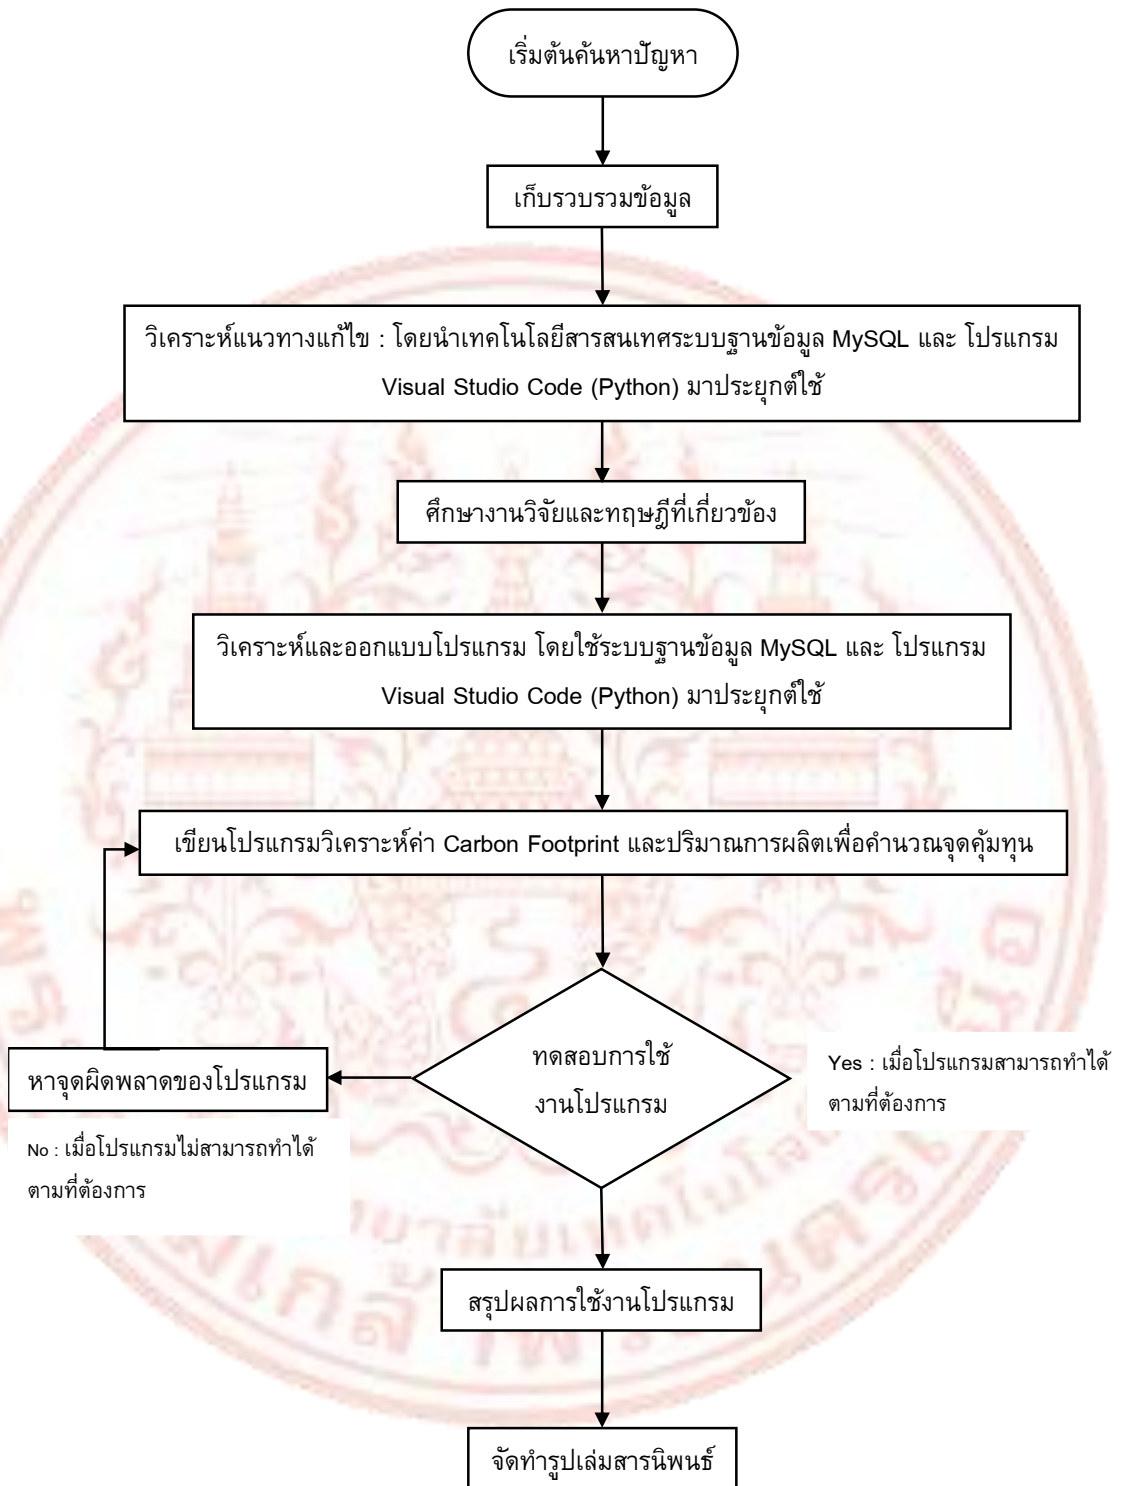 เริ่มต้นค้นหาปัญหา
เก็บรวบรวมข้อมูล
วิเคราะห์แนวทางแก้ไข : โดยนำเทคโนโลยีสารสนเทศระบบฐานข้อมูล MySQL และ โปรแกรม
Visual Studio Code (Python) มาประยุกต์ใช้
ศึกษางานวิจัยและทฤษฎีที่เกี่ยวข้อง
วิเคราะห์และออกแบบโปรแกรม โดยใช้ระบบฐานข้อมูล MySQL และ โปรแกรม
Visual Studio Code (Python) มาประยุกต์ใช้
เขียนโปรแกรมวิเคราะห์ค่า Carbon Footprint และปริมาณการผลิตเพื่อคำนวณจุดคุ้มทุน
ทดสอบการใช้
งานโปรแกรม
Yes : เมื่อโปรแกรมสามารถทำได้
ตามที่ต้องการ
หาจุดผิดพลาดของโปรแกรม
No : เมื่อโปรแกรมไม่สามารถทำได้
ตามที่ต้องการ
สรุปผลการใช้งานโปรแกรม
จัดทำรูปเล่มสารนิพนธ์